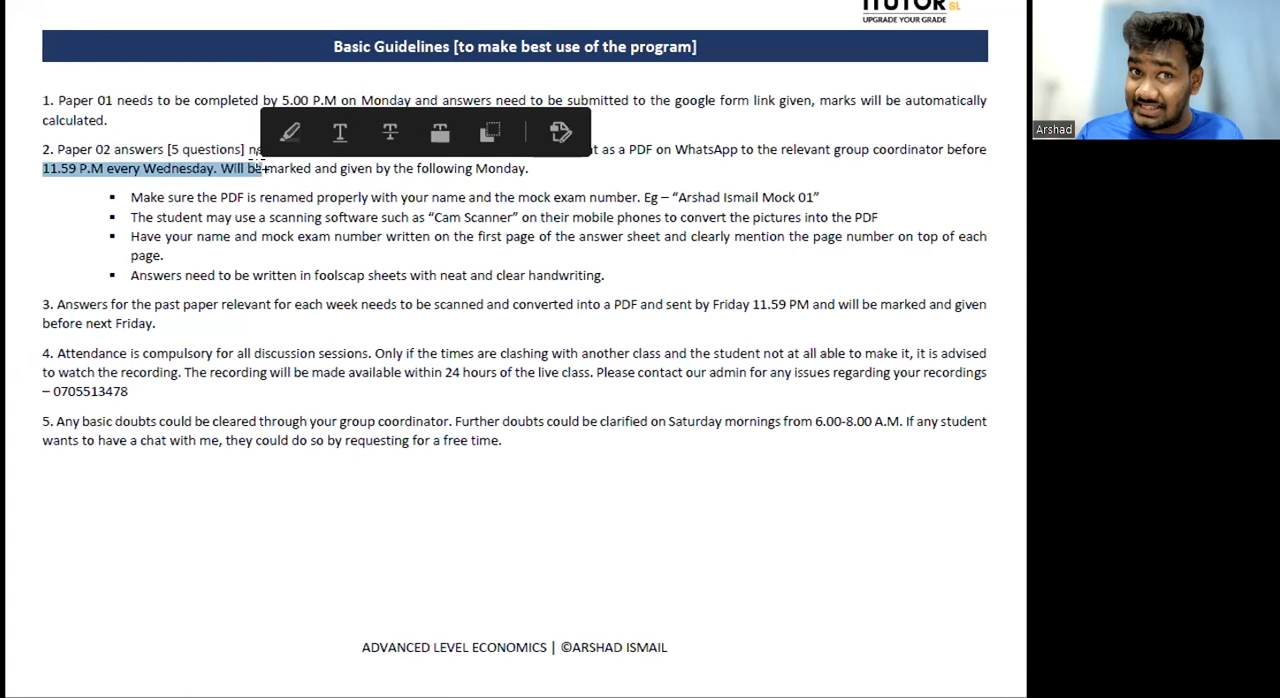 ITUTOR SL
UPGRADE YOUR GRADE
Basic Guidelines [to make best use of the program]
Arshad
1. Paper 01 needs to be completed by 5.00 P.M on Monday and answers need to be submitted to the google form link given, marks will be automatically
calculated.
2. Paper 02 answers [5 questions] as a PDF on WhatsApp to the relevant group coordinator before
11.59 P.M every Wednesday. Will be marked and given by the following Monday.
▪ Make sure the PDF is renamed properly with your name and the mock exam number. Eg – “Arshad Ismail Mock 01”
▪ The student may use a scanning software such as “Cam Scanner” on their mobile phones to convert the pictures into the PDF
▪ Have your name and mock exam number written on the first page of the answer sheet and clearly mention the page number on top of each
page.
▪ Answers need to be written in foolscap sheets with neat and clear handwriting.
3. Answers for the past paper relevant for each week needs to be scanned and converted into a PDF and sent by Friday 11.59 PM and will be marked and given
before next Friday.
4. Attendance is compulsory for all discussion sessions. Only if the times are clashing with another class and the student not at all able to make it, it is advised
to watch the recording. The recording will be made available within 24 hours of the live class. Please contact our admin for any issues regarding your recordings
– 0705513478
5. Any basic doubts could be cleared through your group coordinator. Further doubts could be clarified on Saturday mornings from 6.00-8.00 A.M. If any student
wants to have a chat with me, they could do so by requesting for a free time.
ADVANCED LEVEL ECONOMICS | ©ARSHAD ISMAIL